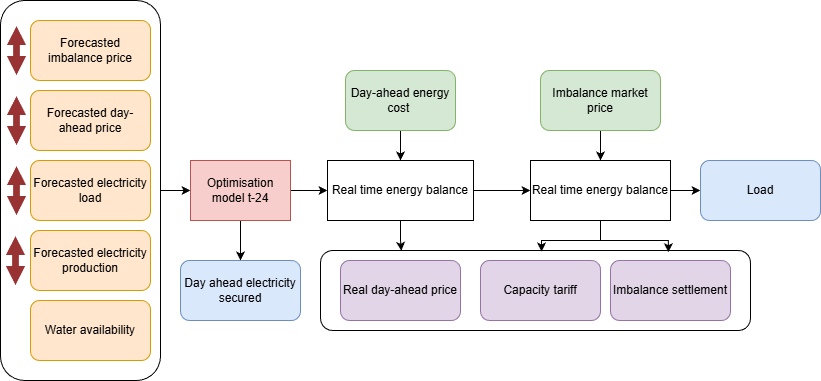 Forecasted
imbalance price
Forecasted day-
ahead price
Forecasted electricity
load
Forecasted electricity
production
Water availability
Optimisation
model t-24
Day ahead electricity
secured
Day-ahead energy
cost
Real time energy balance
Real day-ahead price
Imbalance market
price
Real time energy balance
Capacity tariff
Imbalance settlement
Load